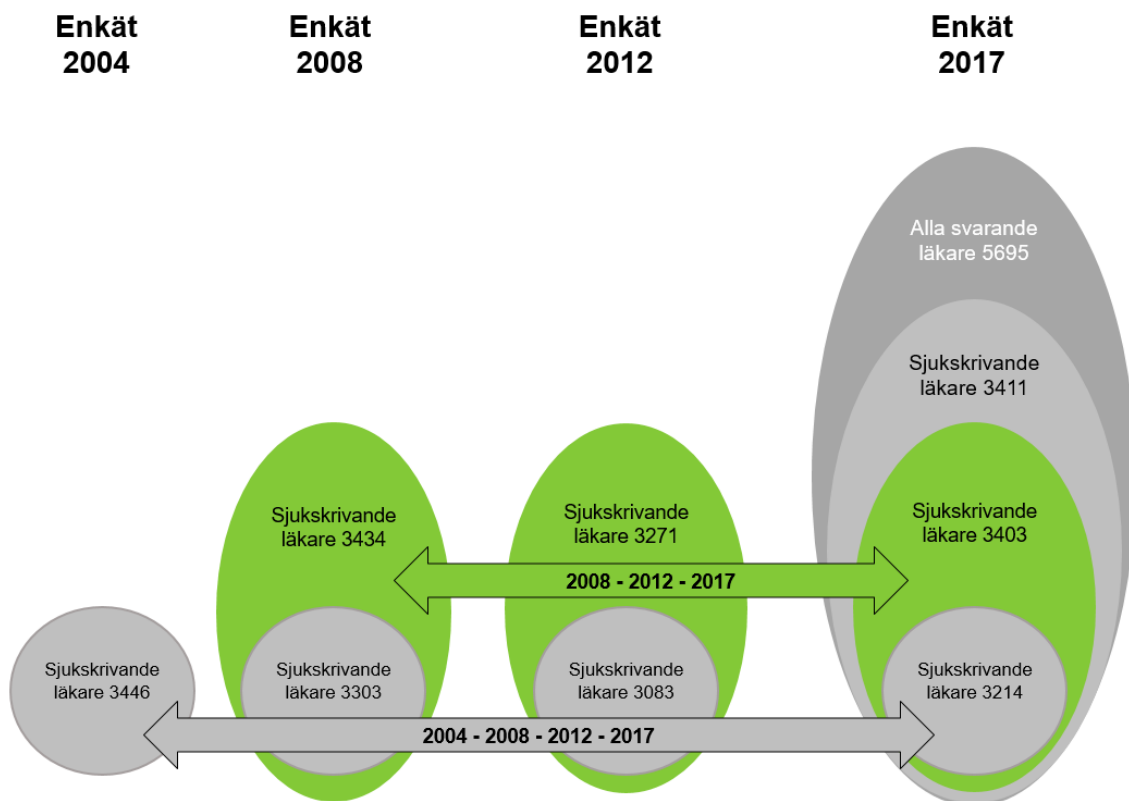 Enkät
2004
Enkät
2008
Enkät
2012
Enkät
2017
Alla svarande
läkare 5695
Sjukskrivande
läkare 3411
Sjukskrivande
läkare 3434
Sjukskrivande
läkare 3271
Sjukskrivande
läkare 3403
2008 - 2012 - 2017
Sjukskrivande
läkare 3446
Sjukskrivande
läkare 3303
Sjukskrivande
läkare 3083
Sjukskrivande
läkare 3214
2004 - 2008 - 2012 - 2017